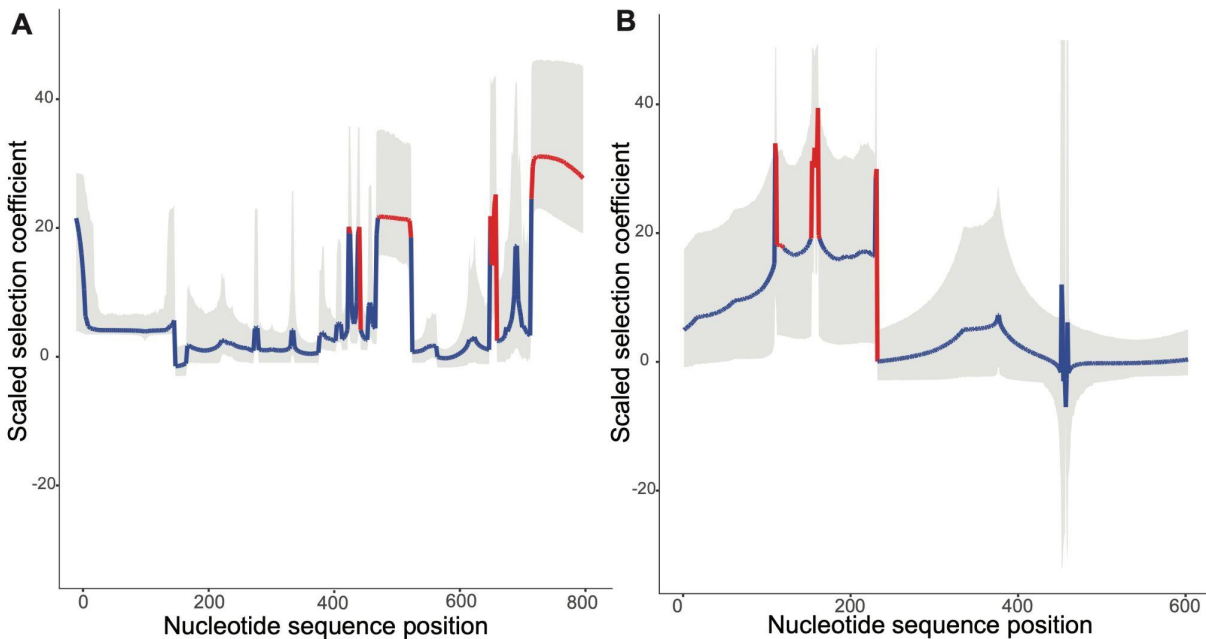 A
Scaled selection coefficient
40
20
0
-20
0 200 400 600 800
Nucleotide sequence position
B
Scaled selection coefficient
40
20
0
-20
0 200 400 600
Nucleotide sequence position